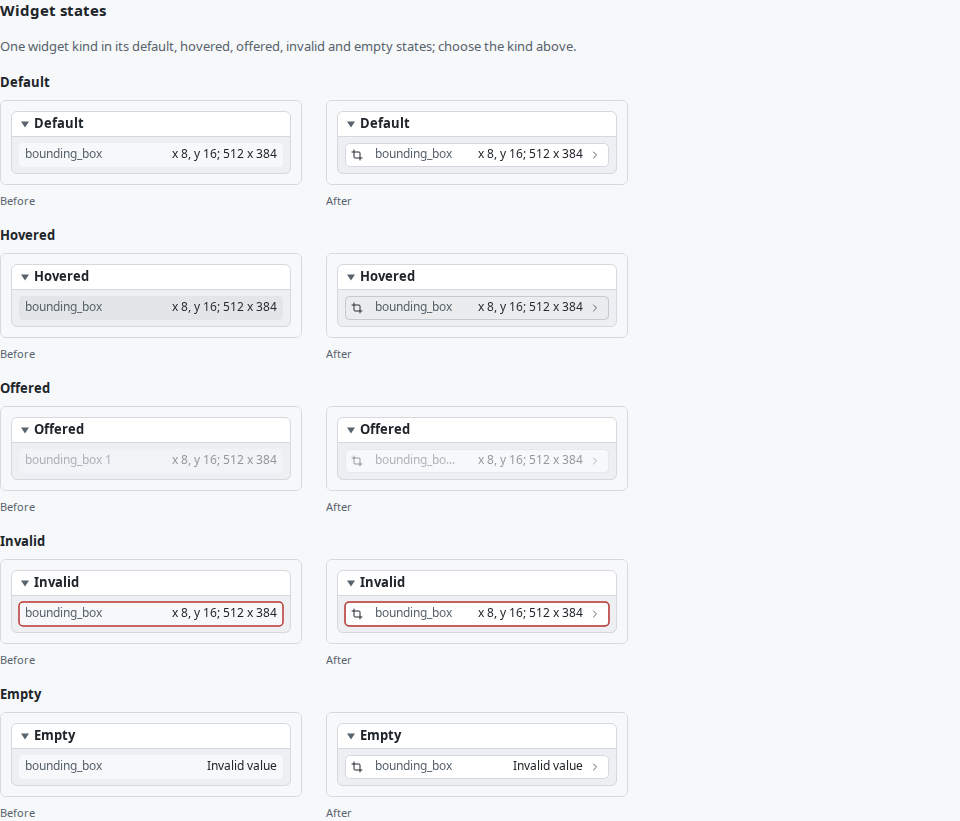 Widget states
One widget kind in its default, hovered, offered, invalid and empty states; choose the kind above.
Default
Default
bounding_box x 8, y 16; 512 x 384
Before
Default
bounding_box x 8, y 16; 512 x 384
After
Hovered
Hovered
bounding_box x 8, y 16; 512 x 384
Before
Hovered
bounding_box x 8, y 16; 512 x 384
After
Offered
Offered
bounding_box 1 x 8, y 16; 512 x 384
Before
Offered
bounding_bo... x 8, y 16; 512 x 384
After
Invalid
Invalid
bounding_box x 8, y 16; 512 x 384
Before
Invalid
bounding_box x 8, y 16; 512 x 384
After
Empty
Empty
bounding_box Invalid value
Before
Empty
bounding_box Invalid value
After